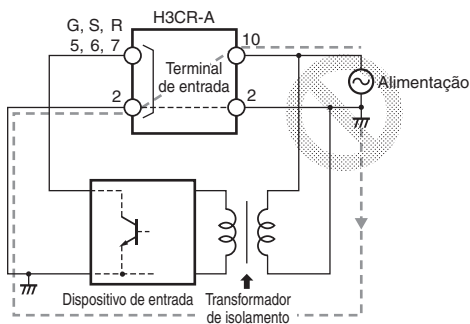 H3CR-A
G, S, R
5, 6, 7
10
Terminal
de entrada
2
2
Alimentação
Dispositivo de entrada
Transformador
de isolamento